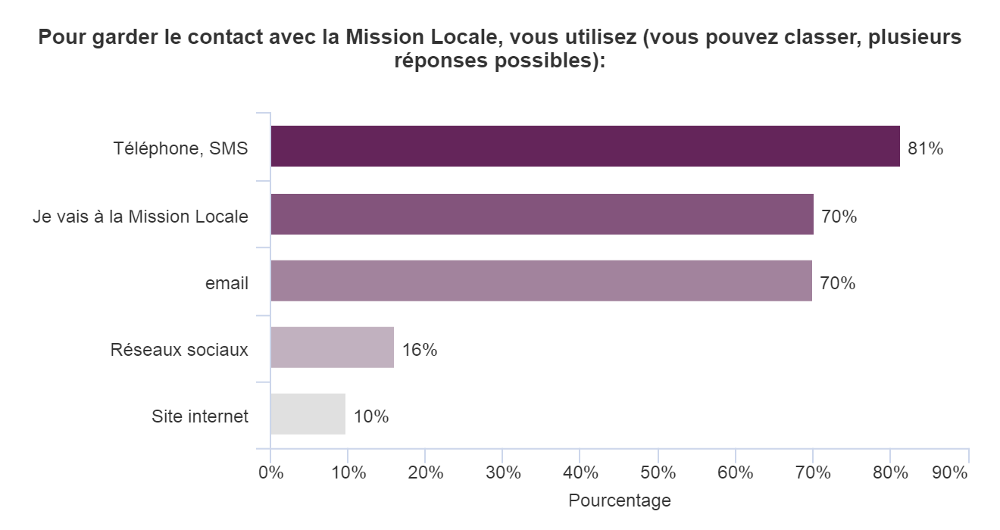 Pour garder le contact avec la Mission Locale, vous utilisez (vous pouvez classer, plusieurs
réponses possibles):
Téléphone, SMS
81%
Je vais à la Mission Locale
70%
email
70%
Réseaux sociaux
16%
Site internet
10%
0% 10% 20% 30% 40% 50% 60% 70% 80% 90%
Pourcentage